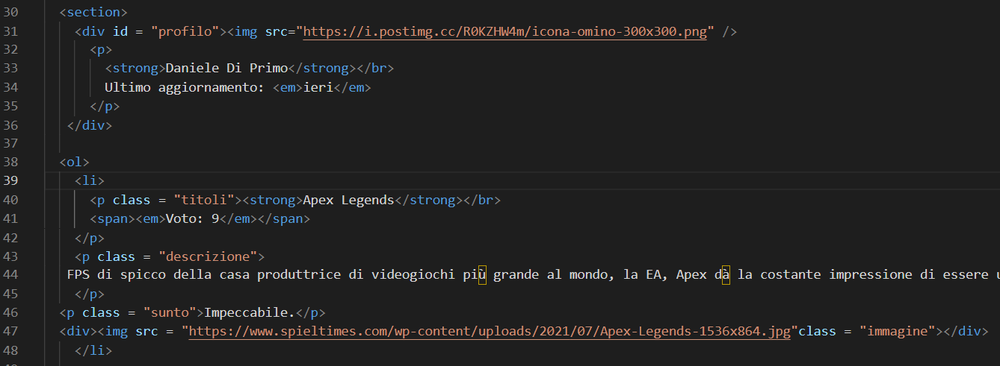 30 <section>
31 <div id = "profilo"><img src="https://i.postimg.cc/R0KZHW4m/icona-omino-300x300.png" />
32 <p>
33 <strong>Daniele Di Primo</strong></br>
34 Ultimo aggiornamento: <em>ieri</em>
35 </p>
36 </div>
37
38 <ol>
39 <li>
40 <p class = "titoli"><strong>Apex Legends</strong></br>
41 <span><em>Voto: 9</em></span>
42 </p>
43 <p class = "descrizione">
44 FPS di spicco della casa produttrice di videogiochi più grande al mondo, la EA, Apex dà la costante impressione di essere
45 </p>
46 <p class = "sunto">Impeccabile.</p>
47 <div><img src = "https://www.spieltimes.com/wp-content/uploads/2021/07/Apex-Legends-1536x864.jpg"class = "immagine"></div>
48 </li>